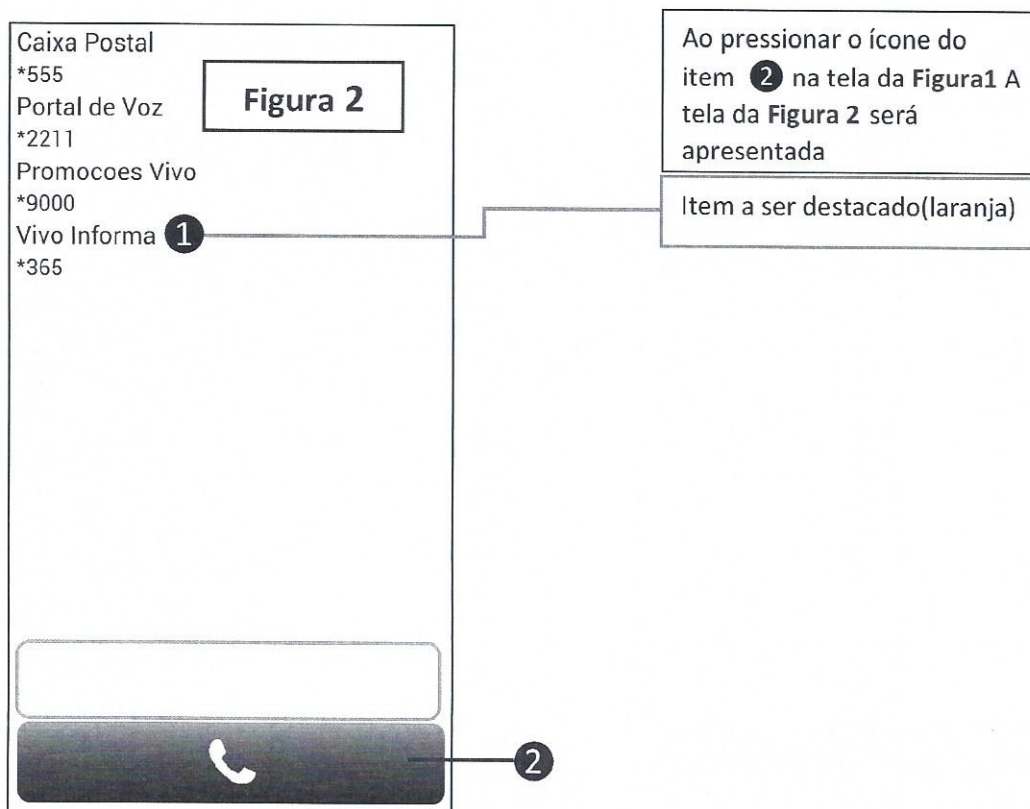 Caixa Postal
*555
Figura 2
Portal de Voz
*2211
Promocoes Vivo
*9000
Vivo Informa 1
*365
2
Ao pressionar o ícone do
item 2 na tela da Figura1 A
tela da Figura 2 será
apresentada
Item a ser destacado(laranja)